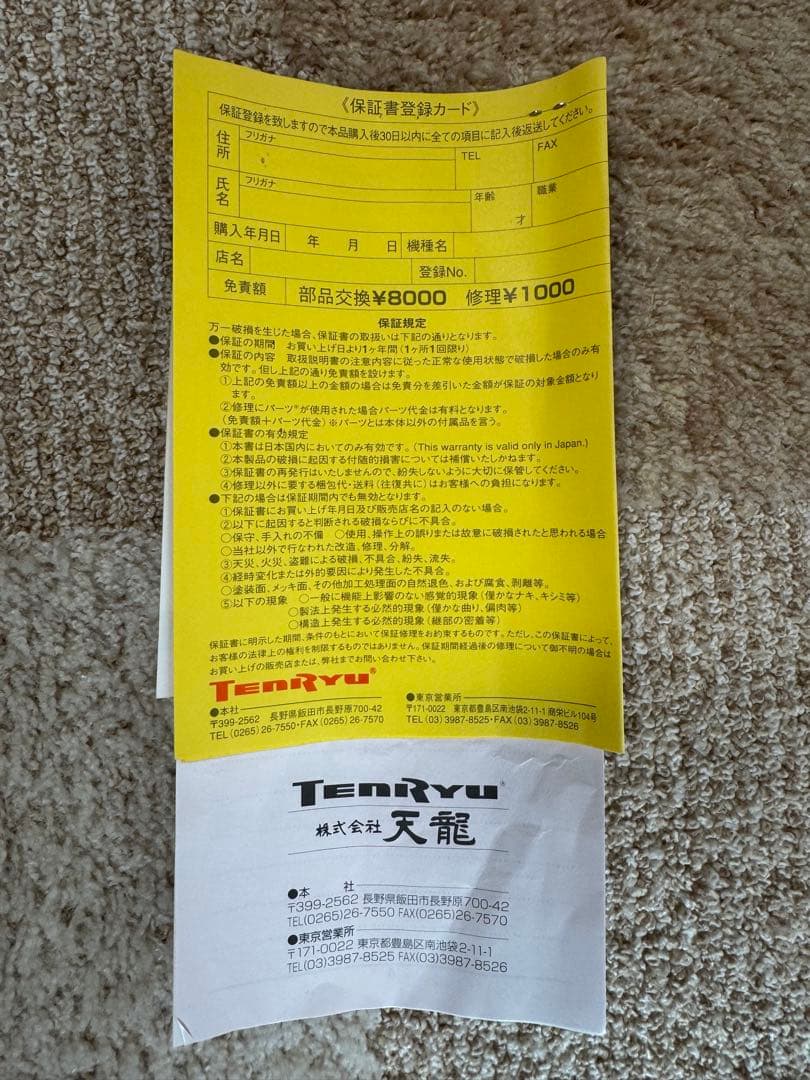 《保証書登録カード》
保証登録を致しますので本品購入後30日以内に全ての項目に記入後返送してください。
住所 フリガナ TEL FAX
氏名 フリガナ 年齢 才 職業
購入年月日 年 月 日 機種名
店名 登録No.
免責額 部品交換¥8000 修理¥1000
保証規定
万一破損を生じた場合、保証書の取扱いは下記の通りとなります。
●保証の期間 お買い上げ日より1ヶ年間(1ヶ所1回限り)
●保証の内容 取扱説明書の注意内容に従った正常な使用状態で破損した場合のみ有
効です。但し上記の通り免責額を設けます。
①上記の免責額以上の金額の場合は免責分を差引いた金額が保証の対象金額となり
ます。
②修理にパーツ※が使用された場合パーツ代金は有料となります。
(免責額+パーツ代金)※パーツとは本体以外の付属品を言う。
●保証書の有効規定
①本書は日本国内においてのみ有効です。(This warranty is valid only in Japan.)
②本製品の破損に起因する付随的損害については補償いたしかねます。
③保証書の再発行はいたしませんので、紛失しないように大切に保管してください。
④修理以外に要する梱包代・送料(往復共に)はお客様への負担になります。
●下記の場合は保証期間内でも無効となります。
①保証書にお買い上げ年月日及び販売店名の記入のない場合。
②以下に起因すると判断される破損ならびに不具合。
○保守、手入れの不備 ○使用、操作上の誤りまたは故意に破損されたと思われる場合
○当社以外で行なわれた改造、修理、分解。
③天災、火災、盗難による破損、不具合、紛失、流失。
④経時変化または外的要因により発生した不具合。
○塗装面、メッキ面、その他加工処理面の自然退色、および腐食、剥離等。
⑤以下の現象 ○一般に機能上影響のない感覚的現象(僅かなナキ、キシミ等)
○製法上発生する必然的現象(僅かな曲り、偏肉等)
○構造上発生する必然的現象(継部の密着等)
保証書に明示した期間、条件のもとにおいて保証修理をお約束するものです。ただし、この保証書によって、
お客様の法律上の権利を制限するものではありません。保証期間経過後の修理について御不明の場合は
お買い上げの販売店または、弊社までお問い合わせ下さい。
TENRYU®
●本社
〒399-2562 長野県飯田市長野原700-42
TEL(0265)26-7550・FAX(0265)26-7570
●東京営業所
〒171-0022 東京都豊島区南池袋2-11-1 商栄ビル104号
TEL(03)3987-8525・FAX(03)3987-8526
TENRYU®
株式会社 天龍
●本 社
〒399-2562 長野県飯田市長野原700-42
TEL(0265)26-7550 FAX(0265)26-7570
●東京営業所
〒171-0022 東京都豊島区南池袋2-11-1
TEL(03)3987-8525 FAX(03)3987-8526